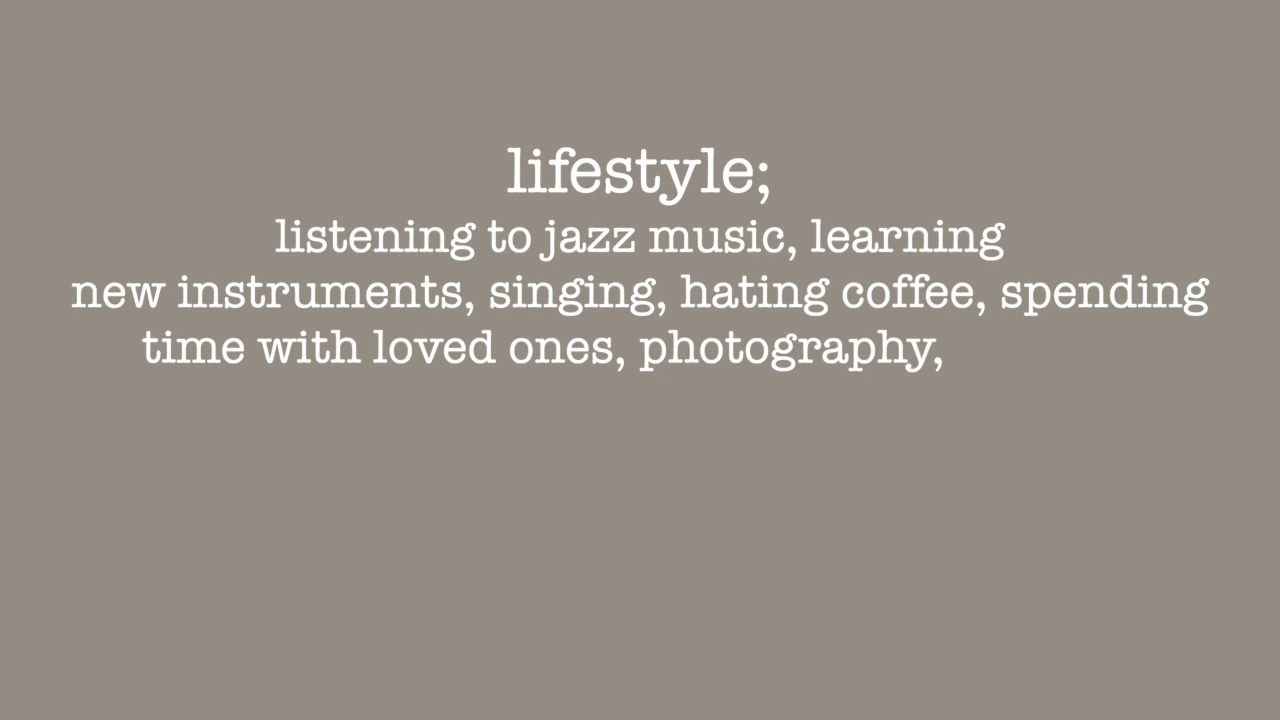 lifestyle;
listening to jazz music, learning
new instruments, singing, hating coffee, spending
time with loved ones, photography,